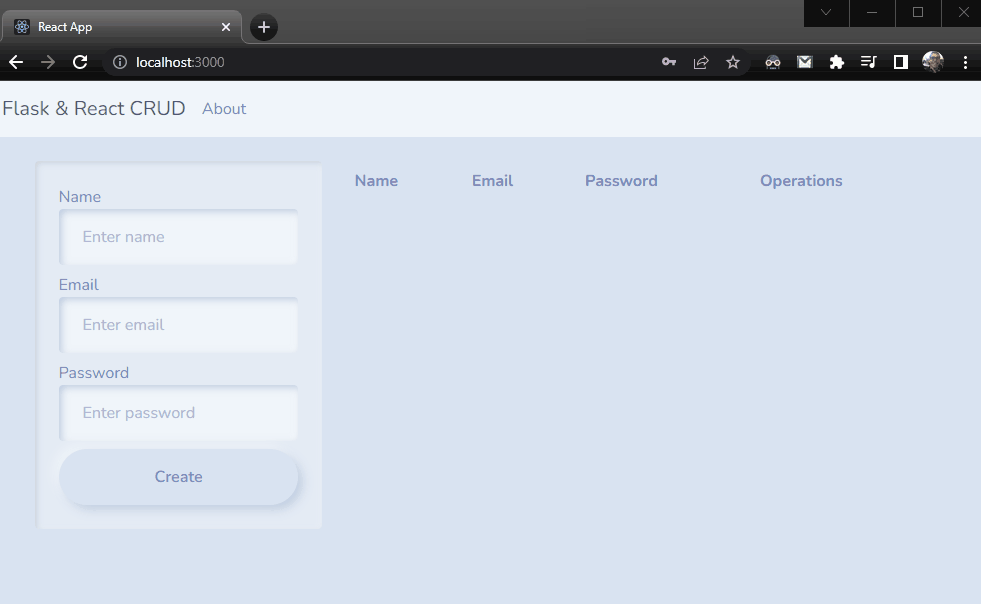 React App
localhost:3000
Flask & React CRUD About
Name Email Password Operations
Name
Enter name
Email
Enter email
Password
Enter password
Create